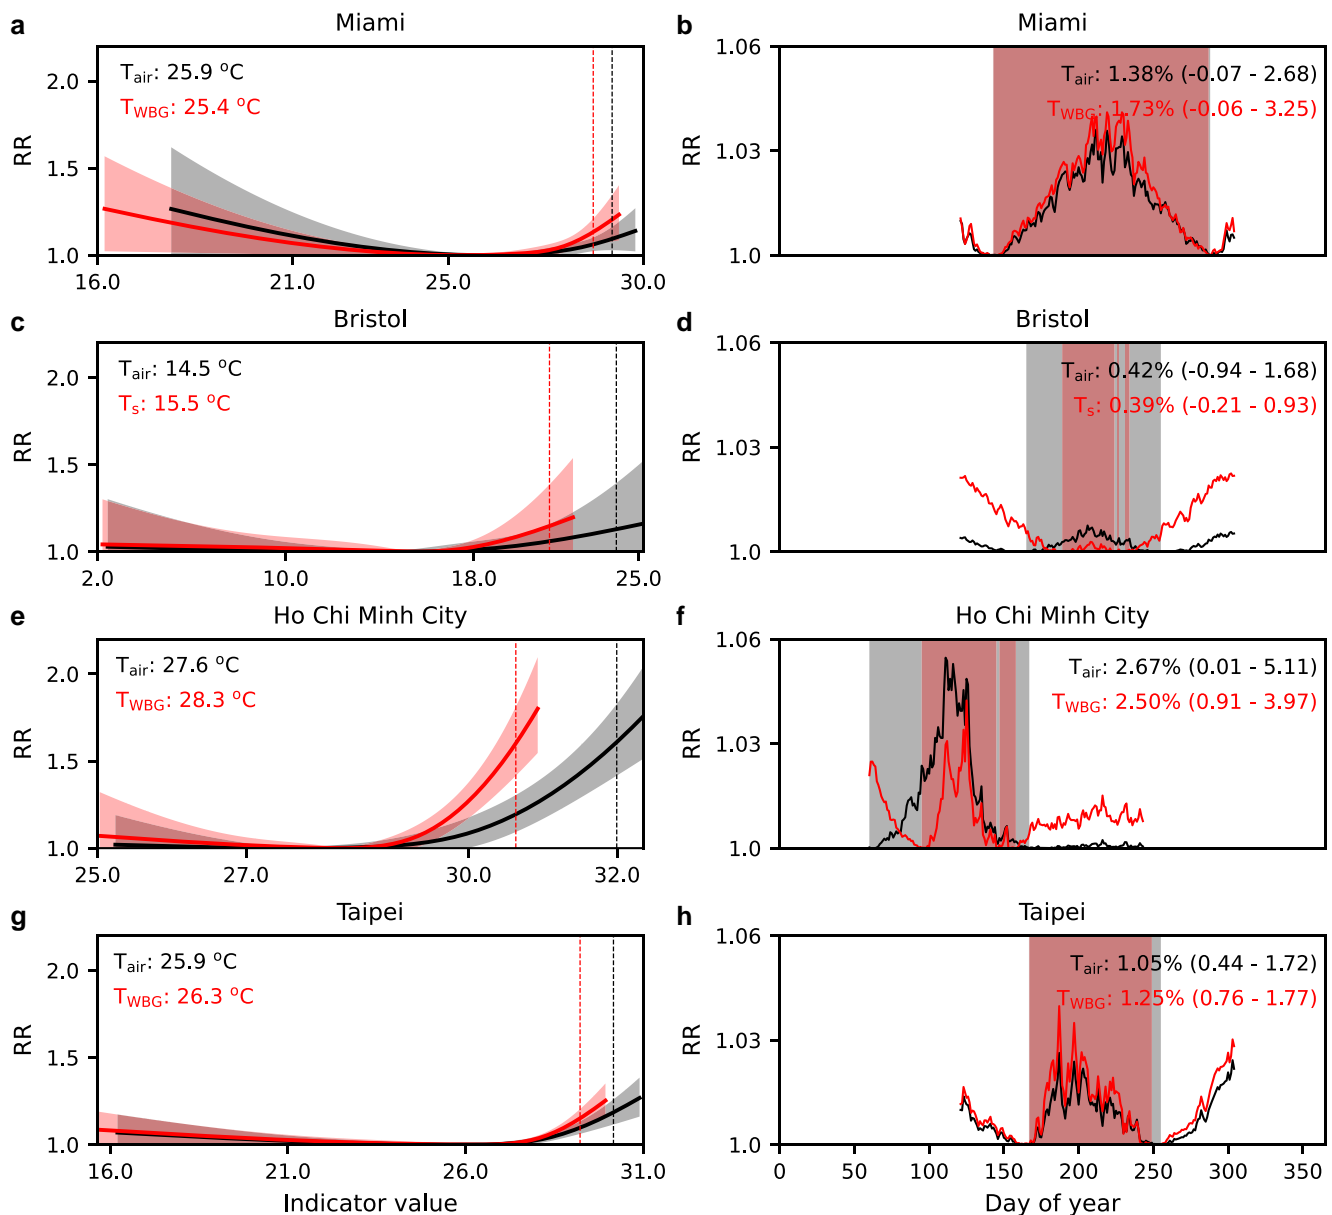 a
Miami
RR
2.0
1.5
1.0
T_air: 25.9 °C
T_WBG: 25.4 °C
16.0 21.0 25.0 30.0
b
Miami
RR
1.06
1.03
1.0
T_air: 1.38% (-0.07 - 2.68)
T_WBG: 1.73% (-0.06 - 3.25)
c
Bristol
RR
2.0
1.5
1.0
T_air: 14.5 °C
T_s: 15.5 °C
2.0 10.0 18.0 25.0
d
Bristol
RR
1.06
1.03
1.0
T_air: 0.42% (-0.94 - 1.68)
T_s: 0.39% (-0.21 - 0.93)
e
Ho Chi Minh City
RR
2.0
1.5
1.0
T_air: 27.6 °C
T_WBG: 28.3 °C
25.0 27.0 30.0 32.0
f
Ho Chi Minh City
RR
1.06
1.03
1.0
T_air: 2.67% (0.01 - 5.11)
T_WBG: 2.50% (0.91 - 3.97)
g
Taipei
RR
2.0
1.5
1.0
T_air: 25.9 °C
T_WBG: 26.3 °C
16.0 21.0 26.0 31.0
Indicator value
h
Taipei
RR
1.06
1.03
1.0
T_air: 1.05% (0.44 - 1.72)
T_WBG: 1.25% (0.76 - 1.77)
0 50 100 150 200 250 300 350
Day of year